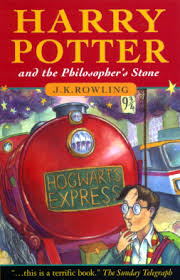 HARRY
POTTER
and the Philosopher's Stone
J.K.ROWLING
9¾
HOGWARTS
EXPRESS
"…this is a terrific book." The Sunday Telegraph